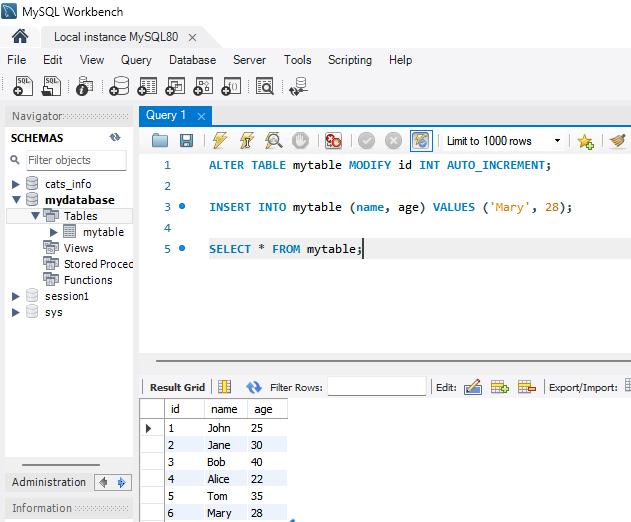 MySQL Workbench
Local instance MySQL80
File Edit View Query Database Server Tools Scripting Help
SQL SQL
Navigator
SCHEMAS
Filter objects
cats_info
mydatabase
Tables
mytable
Views
Stored Proced
Functions
session1
sys
Administration
Information
Query 1
Limit to 1000 rows
1 ALTER TABLE mytable MODIFY id INT AUTO_INCREMENT;
2
3 INSERT INTO mytable (name, age) VALUES ('Mary', 28);
4
5 SELECT * FROM mytable;
Result Grid Filter Rows: Edit: Export/Import:
id name age
1 John 25
2 Jane 30
3 Bob 40
4 Alice 22
5 Tom 35
6 Mary 28